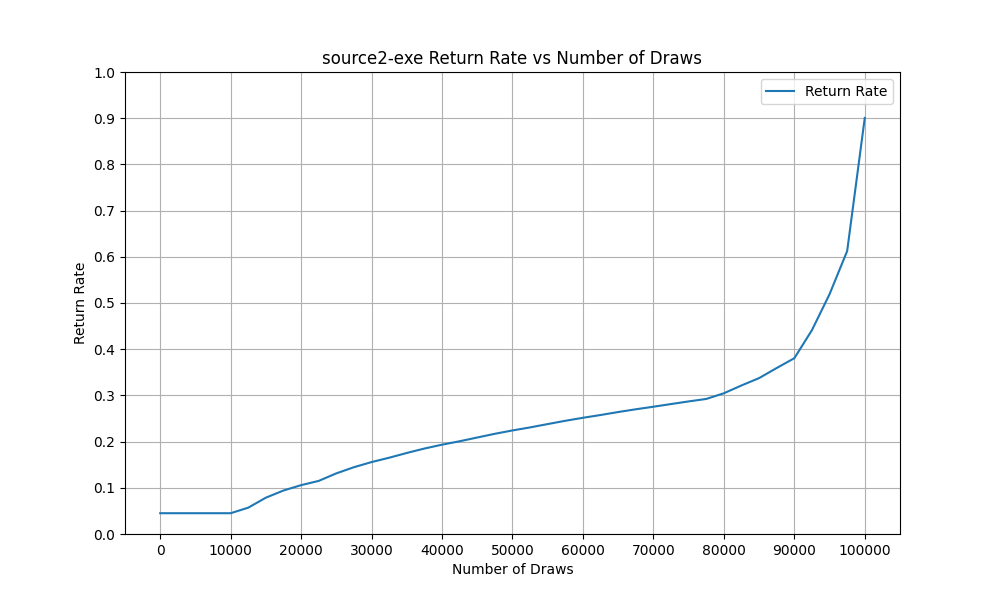 source2-exe Return Rate vs Number of Draws
Return Rate
1.0
0.9
0.8
0.7
0.6
0.5
0.4
0.3
0.2
0.1
0.0
Return Rate
0 10000 20000 30000 40000 50000 60000 70000 80000 90000 100000
Number of Draws